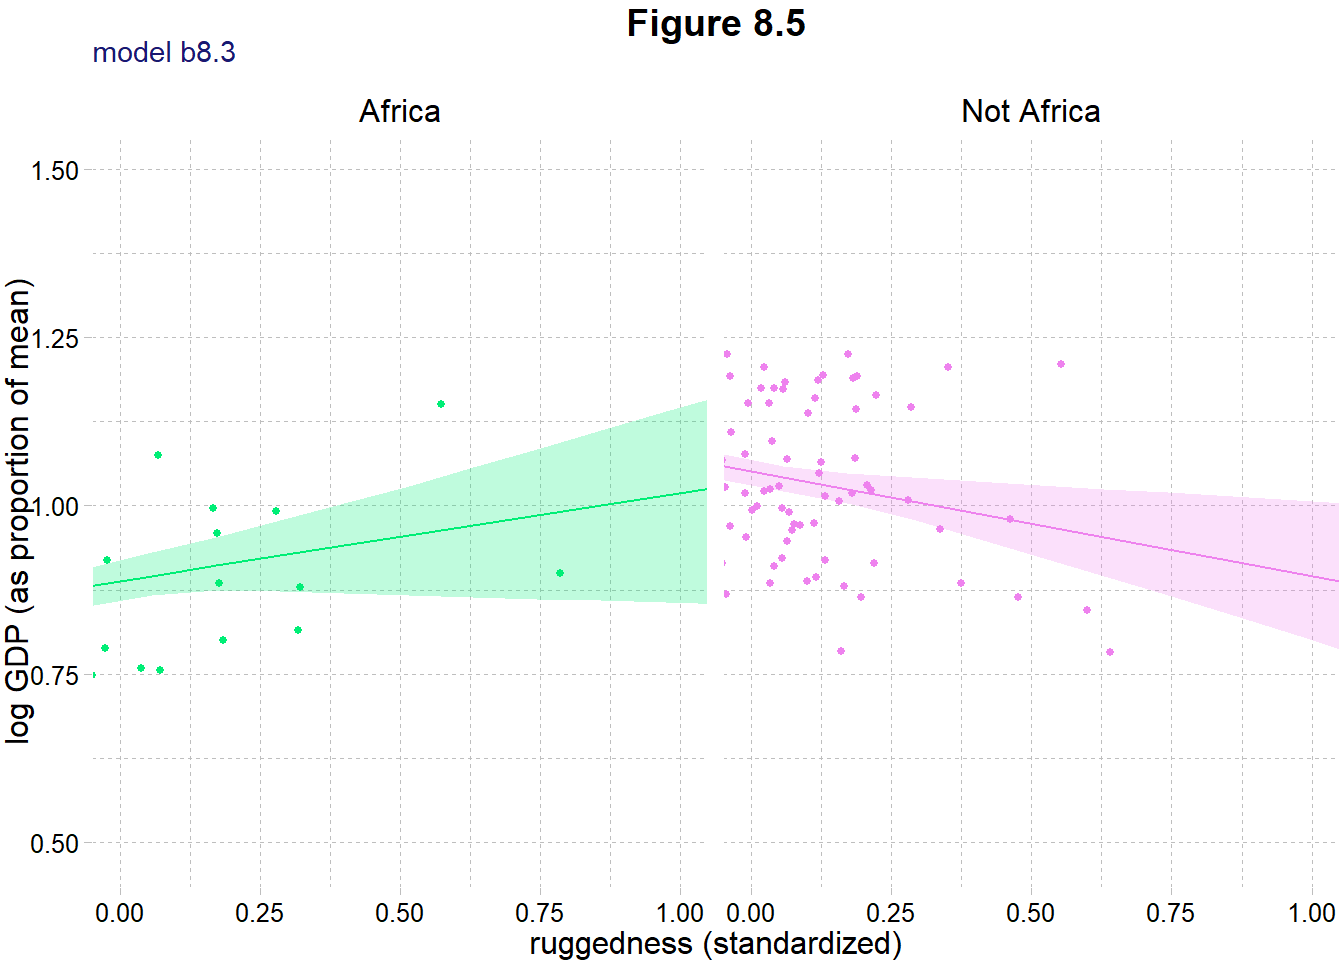 Figure 8.5
model b8.3
Africa
Not Africa
log GDP (as proportion of mean)
1.50
1.25
1.00
0.75
0.50
0.00 0.25 0.50 0.75 1.00
0.00 0.25 0.50 0.75 1.00
ruggedness (standardized)